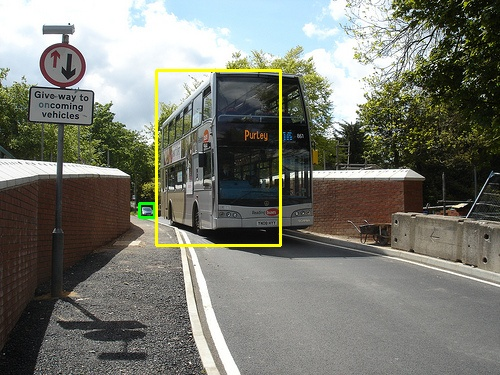 Give way to
oncoming
vehicles
Purley